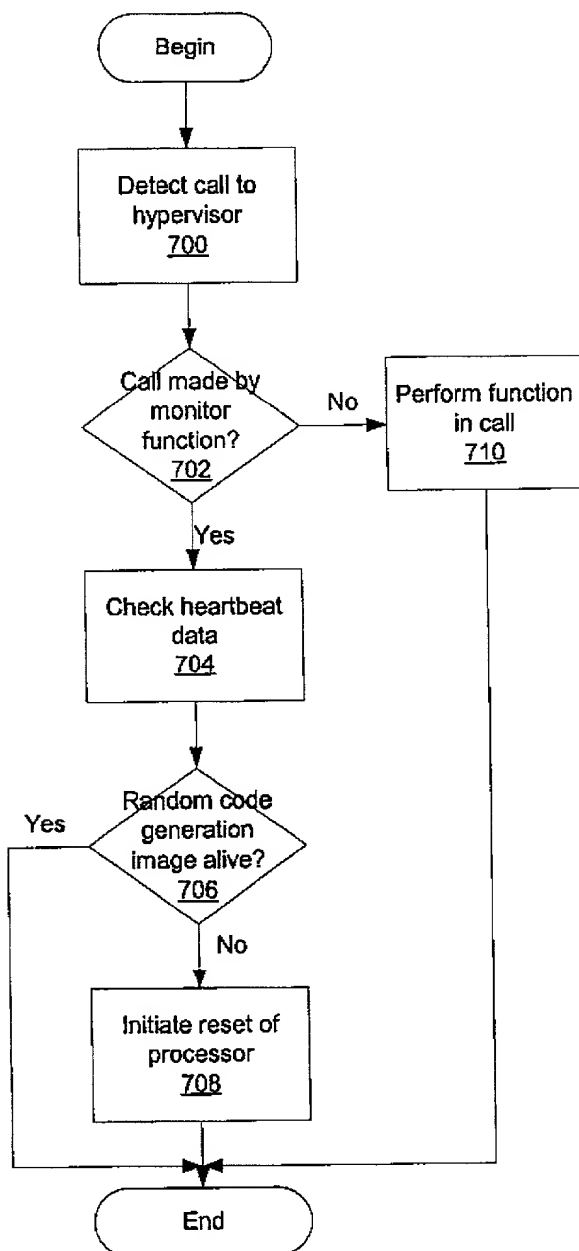 Begin
Detect call to
hypervisor
700
Call made by
monitor
function?
702
No
Perform function
in call
710
Yes
Check heartbeat
data
704
Random code
generation
image alive?
706
Yes
No
Initiate reset of
processor
708
End